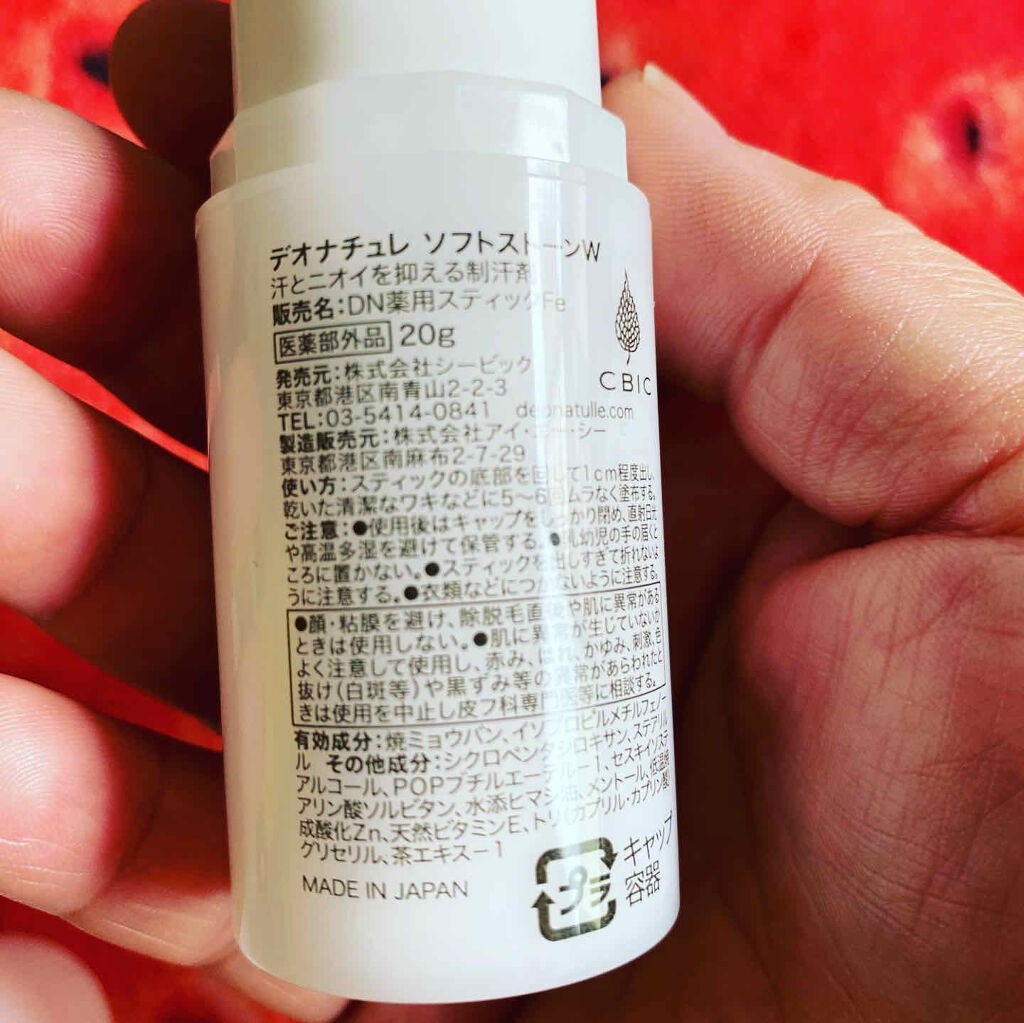 デオナチュレ ソフトストーンW
汗とニオイを抑える制汗剤
販売名：DN薬用スティックFe
医薬部外品 20g
CBIC
発売元：株式会社シービック
東京都港区南青山2-2-3
TEL：03-5414-0841 deonatulle.com
製造販売元：株式会社アイ・ティー・シー
東京都港区南麻布2-7-29
使い方：スティックの底部を回して1cm程度出し、
乾いた清潔なワキなどに5～6回ムラなく塗布する。
ご注意：●使用後はキャップをしっかり閉め、直射日光
や高温多湿を避けて保管する。●乳幼児の手の届くと
ころに置かない。●スティックを出しすぎて折れないよ
うに注意する。●衣類などにつかないように注意する。
●顔・粘膜を避け、除脱毛直後や肌に異常がある
ときは使用しない。●肌に異常が生じていないか
よく注意して使用し、赤み、はれ、かゆみ、刺激、色
抜け（白斑等）や黒ずみ等の異常があらわれたと
きは使用を中止し皮フ科専門医等に相談する。
有効成分：焼ミョウバン、イソプロピルメチルフェノー
ル その他成分：シクロペンタシロキサン、ステアリル
アルコール、POPブチルエーテル－1、セスキイソステ
アリン酸ソルビタン、水添ヒマシ油、メントール、低温焼
成酸化Zn、天然ビタミンE、トリ（カプリル・カプリン酸）
グリセリル、茶エキス－1
MADE IN JAPAN
プラ
キャップ
容器